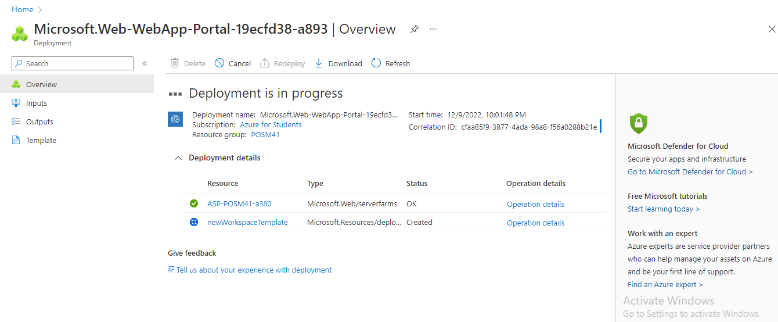 Home >
Microsoft.Web-WebApp-Portal-19ecfd38-a893 | Overview
Deployment
Search
Delete
Cancel
Redeploy
Download
Refresh
Overview
Inputs
Outputs
Template
Deployment is in progress
Deployment name: Microsoft.Web-WebApp-Portal-19ecfd3...
Subscription: Azure for Students
Resource group: POSM41
Start time: 12/9/2022, 10:01:48 PM
Correlation ID: cfaa85f9-3877-4ada-98a8-f56a0288b21e
Deployment details
Resource Type Status Operation details
ASP-POSM41-a380 Microsoft.Web/serverfarms OK Operation details
newWorkspaceTemplate Microsoft.Resources/deplo... Created Operation details
Give feedback
Tell us about your experience with deployment
Microsoft Defender for Cloud
Secure your apps and infrastructure
Go to Microsoft Defender for Cloud >
Free Microsoft tutorials
Start learning today >
Work with an expert
Azure experts are service provider partners
who can help manage your assets on Azure
and be your first line of support.
Find an Azure expert >
Activate Windows
Go to Settings to activate Windows.